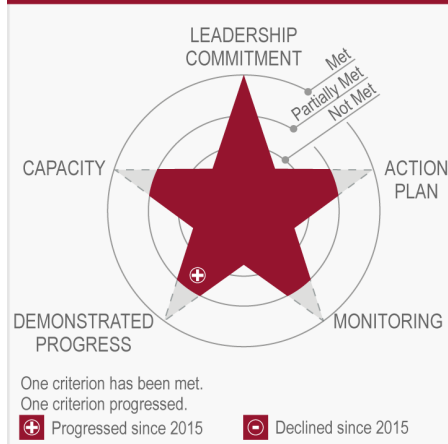 LEADERSHIP
COMMITMENT
Met
Partially Met
Not Met
CAPACITY
ACTION
PLAN
DEMONSTRATED
PROGRESS
MONITORING
One criterion has been met.
One criterion progressed.
Progressed since 2015
Declined since 2015